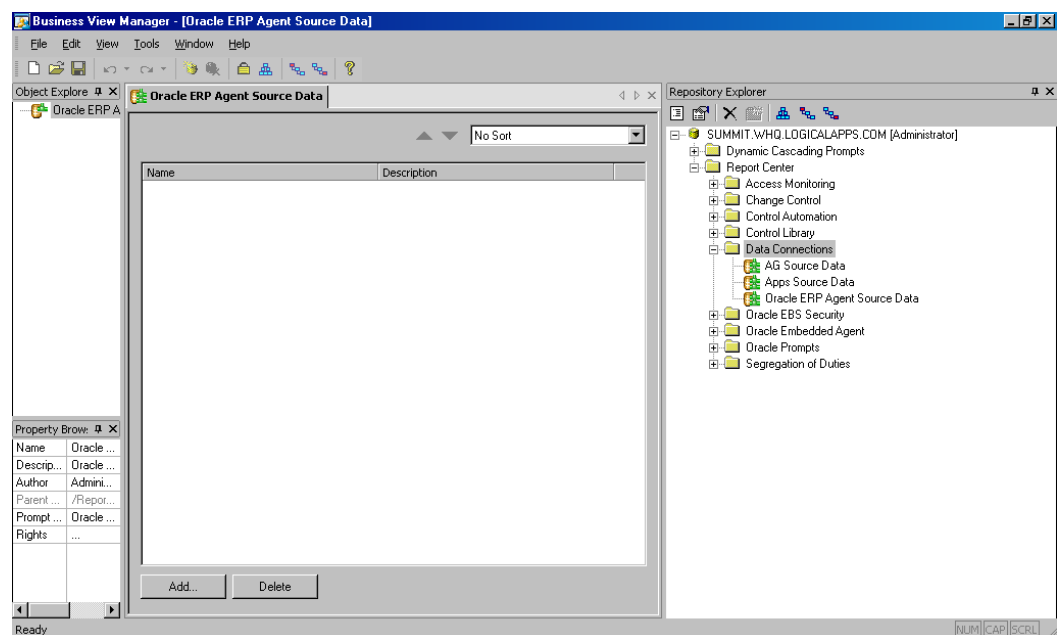 Business View Manager - [Oracle ERP Agent Source Data]
File Edit View Tools Window Help
Object Explore
Oracle ERP A
Oracle ERP Agent Source Data
No Sort
Name Description
Add... Delete
Property Brow:
Name Oracle ...
Descrip... Oracle ...
Author Admini...
Parent ... /Repor...
Prompt ... Oracle ...
Rights ...
Repository Explorer
SUMMIT.WHQ.LOGICALAPPS.COM [Administrator]
Dynamic Cascading Prompts
Report Center
Access Monitoring
Change Control
Control Automation
Control Library
Data Connections
AG Source Data
Apps Source Data
Oracle ERP Agent Source Data
Oracle EBS Security
Oracle Embedded Agent
Oracle Prompts
Segregation of Duties
Ready
NUM CAP SCRL